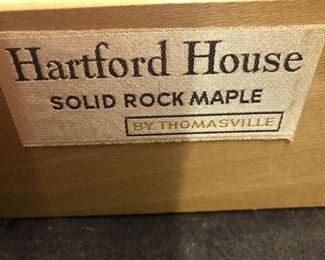 Hartford House
SOLID ROCK MAPLE
BY THOMASVILLE